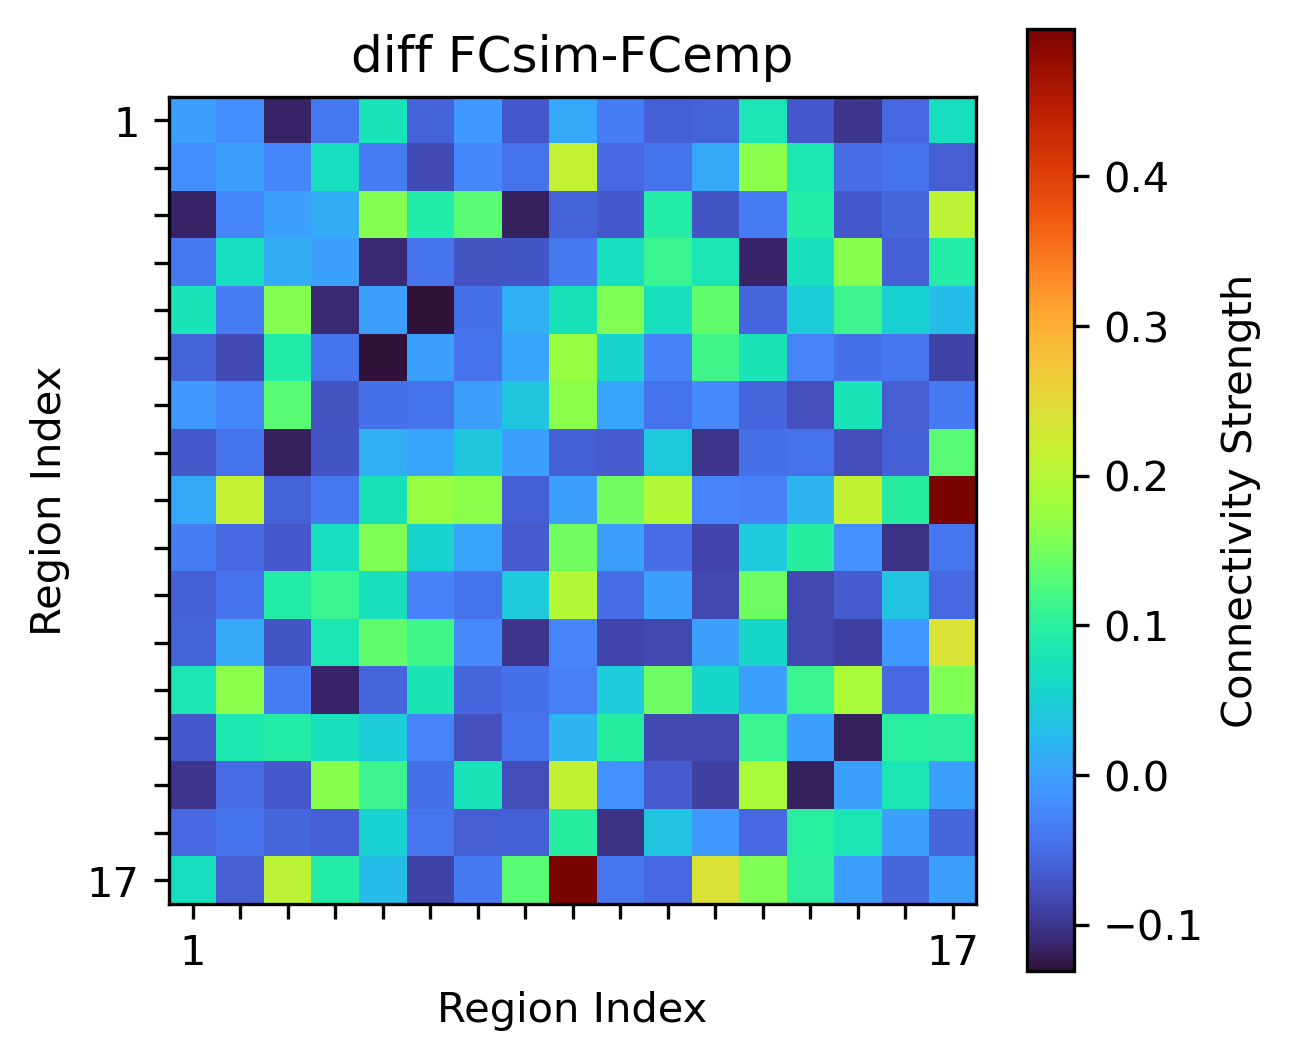 diff FCsim-FCemp
1
17
Region Index
1
17
Region Index
0.4
0.3
0.2
0.1
0.0
−0.1
Connectivity Strength